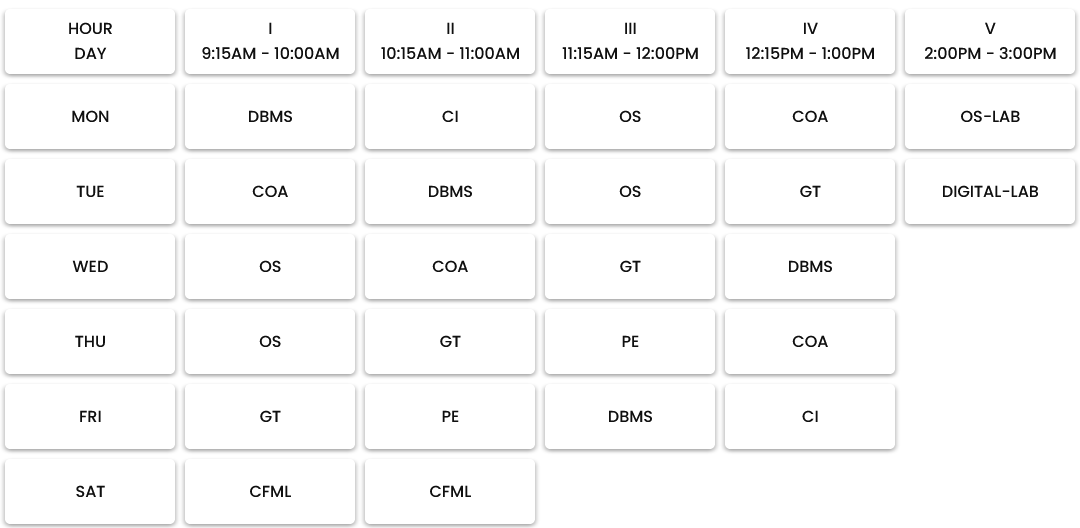 HOUR
DAY
I
9:15AM - 10:00AM
II
10:15AM - 11:00AM
III
11:15AM - 12:00PM
IV
12:15PM - 1:00PM
V
2:00PM - 3:00PM
MON
DBMS
CI
OS
COA
OS-LAB
TUE
COA
DBMS
OS
GT
DIGITAL-LAB
WED
OS
COA
GT
DBMS
THU
OS
GT
PE
COA
FRI
GT
PE
DBMS
CI
SAT
CFML
CFML